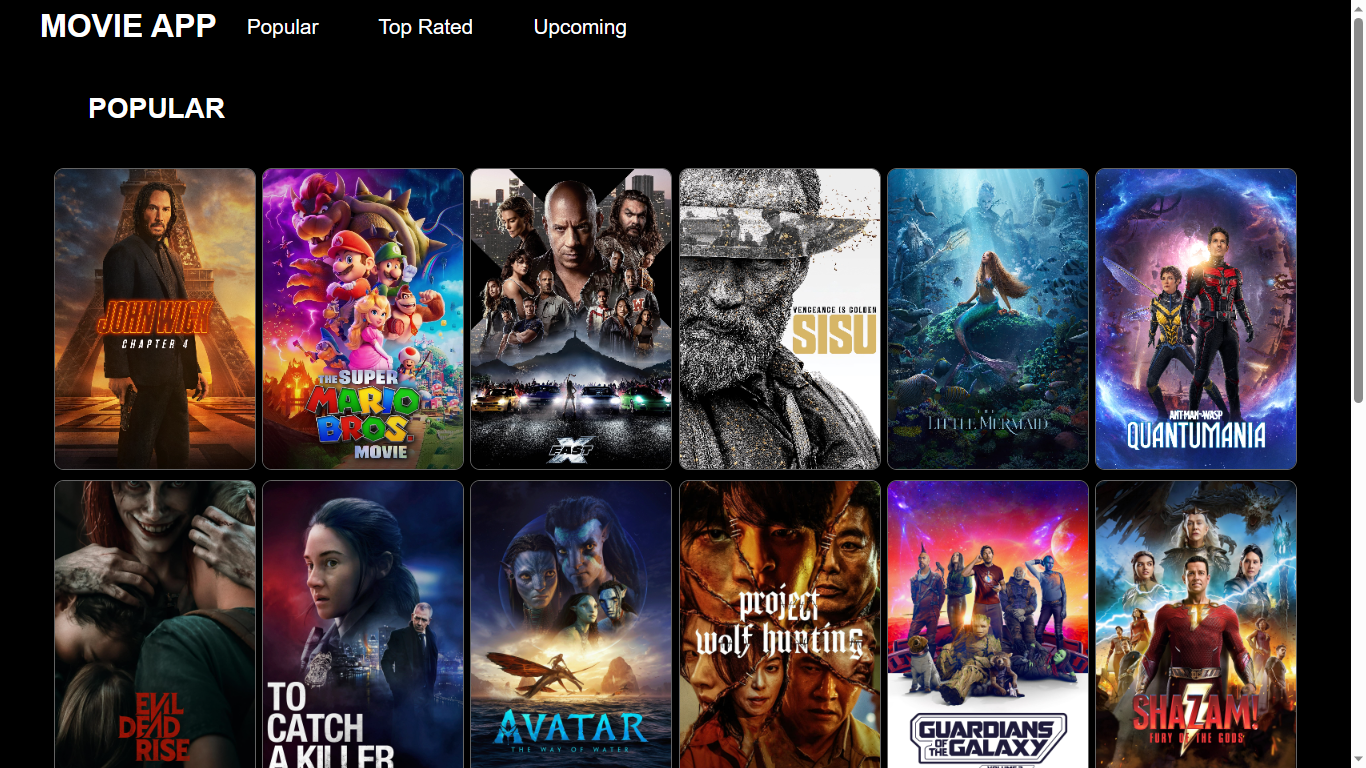 MOVIE APP Popular Top Rated Upcoming
POPULAR
JOHN WICK
CHAPTER 4
THE SUPER
MARIO
BROS.
MOVIE
FAST X
VENGEANCE IS GOLDEN
SISU
THE
LITTLE MERMAID
ANT-MAN AND THE WASP
QUANTUMANIA
EVIL
DEAD
RISE
TO
CATCH
A KILLER
AVATAR
THE WAY OF WATER
project
wolf hunting
GUARDIANS
OF THE GALAXY
SHAZAM!
FURY OF THE GODS